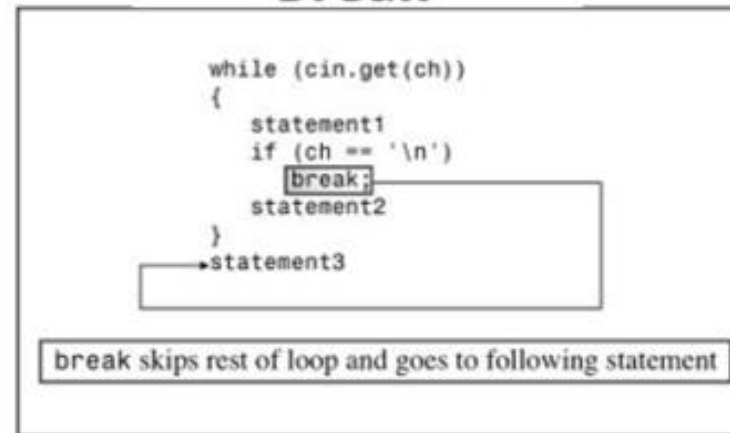 while (cin.get(ch))
{
statement1
if (ch == '\n')
break;
statement2
}
statement3
break skips rest of loop and goes to following statement